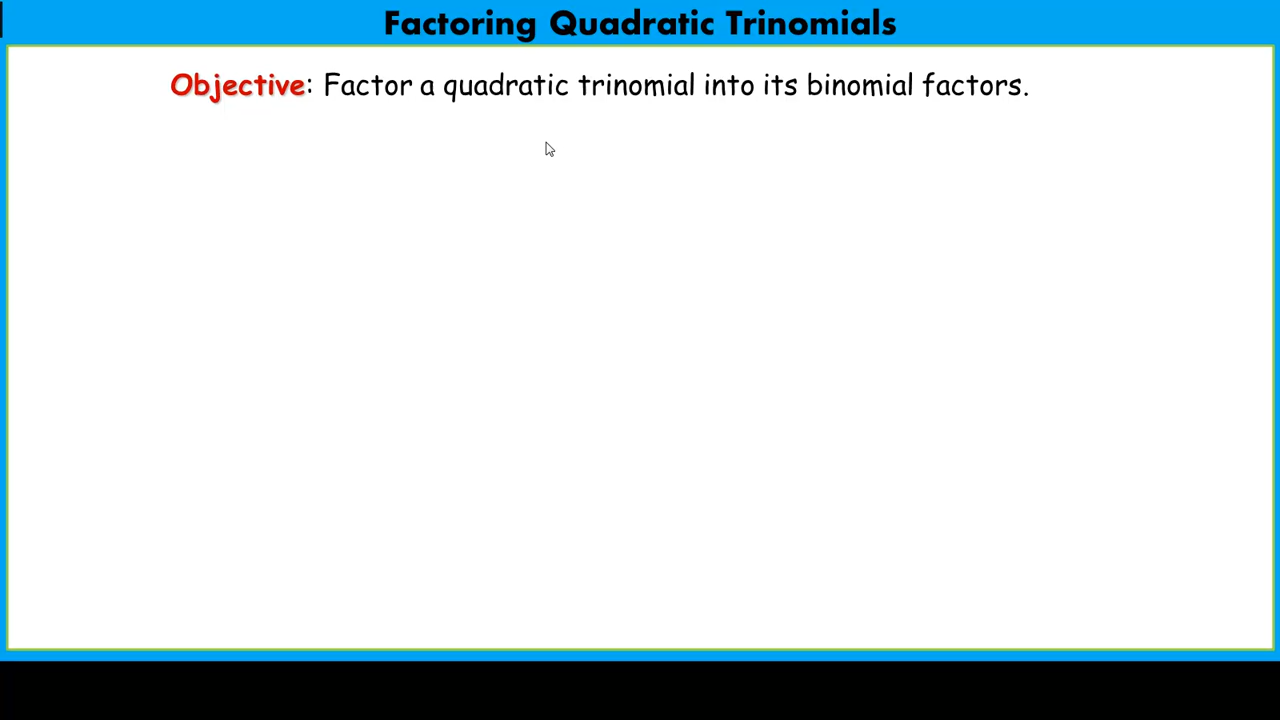 Factoring Quadratic Trinomials
Objective: Factor a quadratic trinomial into its binomial factors.